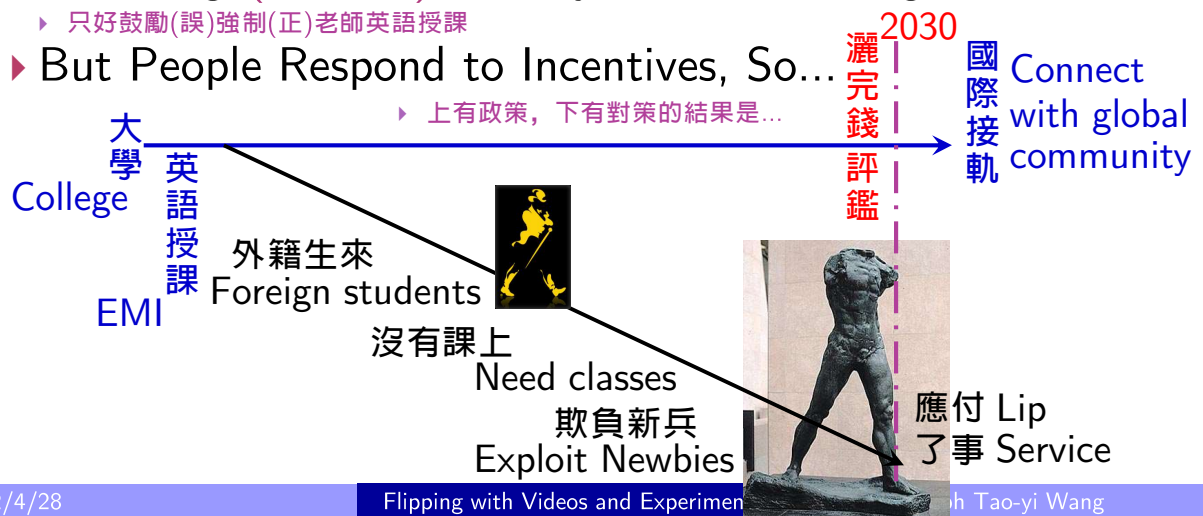 只好鼓勵(誤)強制(正)老師英語授課
2030
But People Respond to Incentives, So...
上有政策，下有對策的結果是...
灑完錢 評鑑
國際接軌
Connect
with global
community
大學
College
英語授課
EMI
外籍生來
Foreign students
沒有課上
Need classes
欺負新兵
Exploit Newbies
應付 Lip
了事 Service
/4/28
Flipping with Videos and Experimen
h Tao-yi Wang